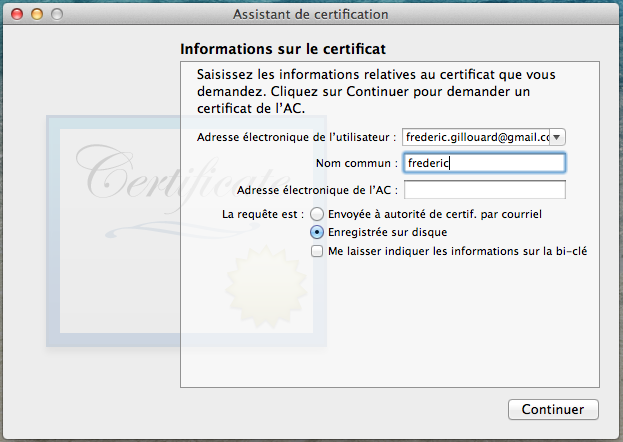 Assistant de certification
Informations sur le certificat
Saisissez les informations relatives au certificat que vous
demandez. Cliquez sur Continuer pour demander un
certificat de l'AC.
Adresse électronique de l'utilisateur : frederic.gillouard@gmail.cc
Nom commun : frederic
Adresse électronique de l'AC :
La requête est : Envoyée à autorité de certif. par courriel
Enregistrée sur disque
Me laisser indiquer les informations sur la bi-clé
Certificate
Continuer